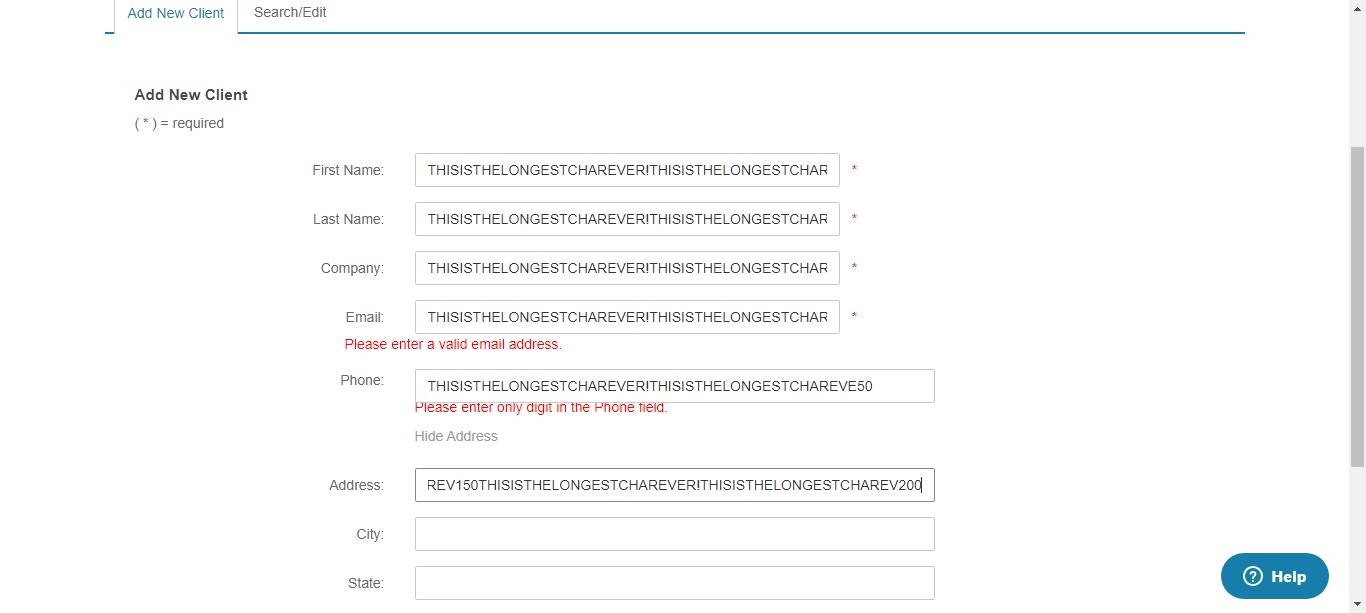 Add New Client Search/Edit
Add New Client
( * ) = required
First Name: THISISTHELONGESTCHAREVER!THISISTHELONGESTCHAR *
Last Name: THISISTHELONGESTCHAREVER!THISISTHELONGESTCHAR *
Company: THISISTHELONGESTCHAREVER!THISISTHELONGESTCHAR *
Email: THISISTHELONGESTCHAREVER!THISISTHELONGESTCHAR *
Please enter a valid email address.
Phone: THISISTHELONGESTCHAREVER!THISISTHELONGESTCHAREVE50
Please enter only digit in the Phone field.
Hide Address
Address: REV150THISISTHELONGESTCHAREVER!THISISTHELONGESTCHAREV200
City:
State:
? Help